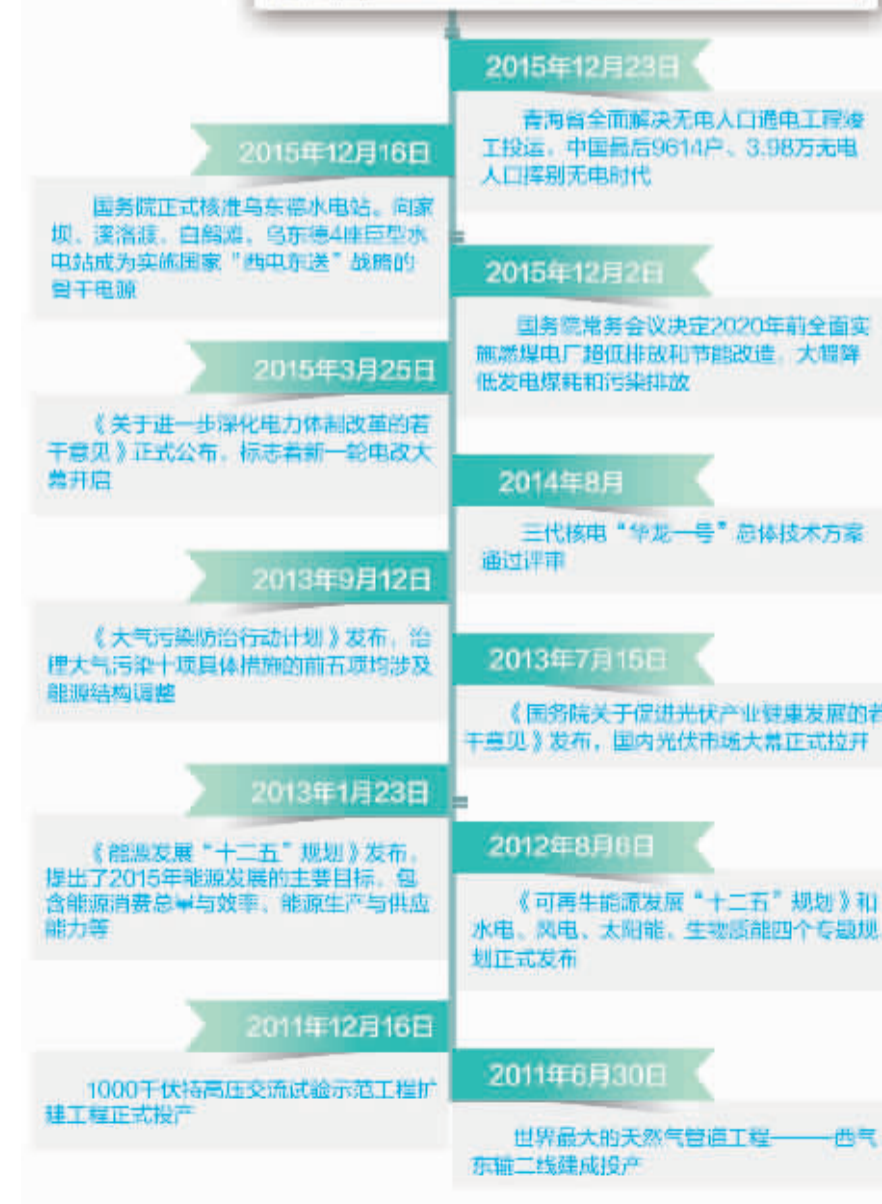 2015年12月23日
青海省全面解决无电人口通电工程竣
工投运，中国最后9614户、3.98万无电
人口挥别无电时代
2015年12月16日
国务院正式核准乌东德水电站。向家
坝、溪洛渡、白鹤滩、乌东德4座巨型水
电站成为实施国家“西电东送”战略的
骨干电源
2015年12月2日
国务院常务会议决定2020年前全面实
施燃煤电厂超低排放和节能改造，大幅降
低发电煤耗和污染排放
2015年3月25日
《关于进一步深化电力体制改革的若
干意见》正式公布，标志着新一轮电改大
幕开启
2014年8月
三代核电“华龙一号”总体技术方案
通过评审
2013年9月12日
《大气污染防治行动计划》发布，治
理大气污染十项具体措施的前五项均涉及
能源结构调整
2013年7月15日
《国务院关于促进光伏产业健康发展的若
干意见》发布，国内光伏市场大幕正式拉开
2013年1月23日
《能源发展“十二五”规划》发布，
提出了2015年能源发展的主要目标，包
含能源消费总量与效率、能源生产与供应
能力等
2012年8月6日
《可再生能源发展“十二五”规划》和
水电、风电、太阳能、生物质能四个专题规
划正式发布
2011年12月16日
1000千伏特高压交流试验示范工程扩
建工程正式投产
2011年6月30日
世界最大的天然气管道工程———西气
东输二线建成投产